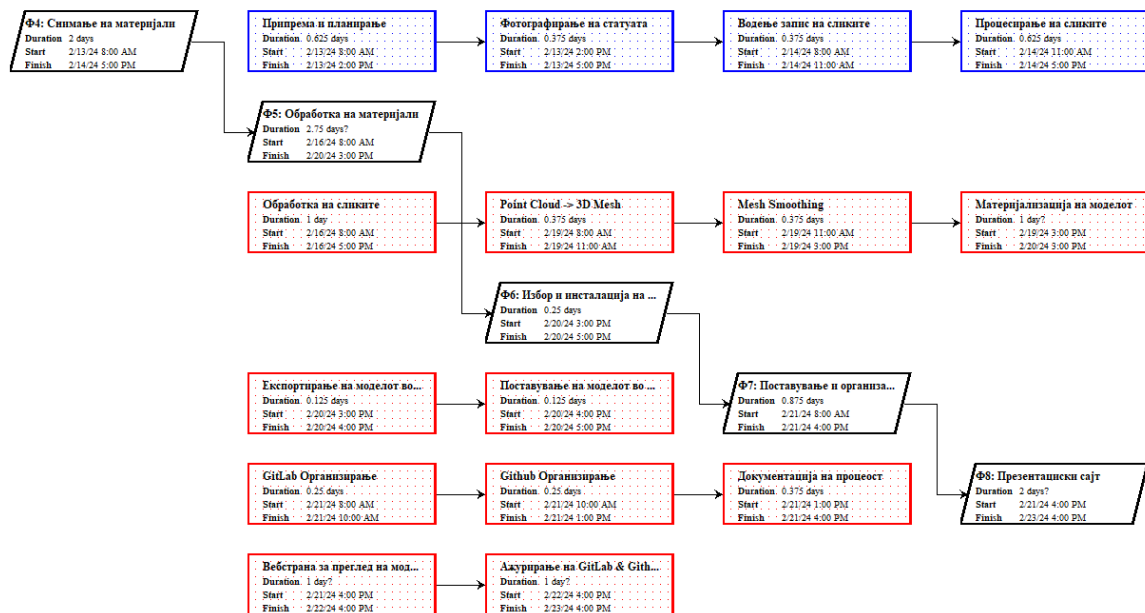 Ф4: Снимање на материјали
Duration 2 days
Start 2/13/24 8:00 AM
Finish 2/14/24 5:00 PM
Припрема и планирање
Duration 0.625 days
Start 2/13/24 8:00 AM
Finish 2/13/24 2:00 PM
Фотографирање на статуата
Duration 0.375 days
Start 2/13/24 2:00 PM
Finish 2/13/24 5:00 PM
Водење запис на сликите
Duration 0.375 days
Start 2/14/24 8:00 AM
Finish 2/14/24 11:00 AM
Процесирање на сликите
Duration 0.625 days
Start 2/14/24 11:00 AM
Finish 2/14/24 5:00 PM
Ф5: Обработка на материјали
Duration 2.75 days?
Start 2/16/24 8:00 AM
Finish 2/20/24 3:00 PM
Обработка на сликите
Duration 1 day
Start 2/16/24 8:00 AM
Finish 2/16/24 5:00 PM
Point Cloud -> 3D Mesh
Duration 0.375 days
Start 2/19/24 8:00 AM
Finish 2/19/24 11:00 AM
Mesh Smoothing
Duration 0.375 days
Start 2/19/24 11:00 AM
Finish 2/19/24 3:00 PM
Материјализација на моделот
Duration 1 day?
Start 2/19/24 3:00 PM
Finish 2/20/24 3:00 PM
Ф6: Избор и инсталација на ...
Duration 0.25 days
Start 2/20/24 3:00 PM
Finish 2/20/24 5:00 PM
Експортирање на моделот во...
Duration 0.125 days
Start 2/20/24 3:00 PM
Finish 2/20/24 4:00 PM
Поставување на моделот во ...
Duration 0.125 days
Start 2/20/24 4:00 PM
Finish 2/20/24 5:00 PM
Ф7: Поставување и организа...
Duration 0.875 days
Start 2/21/24 8:00 AM
Finish 2/21/24 4:00 PM
GitLab Организирање
Duration 0.25 days
Start 2/21/24 8:00 AM
Finish 2/21/24 10:00 AM
Github Организирање
Duration 0.25 days
Start 2/21/24 10:00 AM
Finish 2/21/24 1:00 PM
Документација на процеост
Duration 0.375 days
Start 2/21/24 1:00 PM
Finish 2/21/24 4:00 PM
Ф8: Презентациски сајт
Duration 2 days?
Start 2/21/24 4:00 PM
Finish 2/23/24 4:00 PM
Вебстрана за преглед на мод...
Duration 1 day?
Start 2/21/24 4:00 PM
Finish 2/22/24 4:00 PM
Ажурирање на GitLab & Gith...
Duration 1 day?
Start 2/22/24 4:00 PM
Finish 2/23/24 4:00 PM